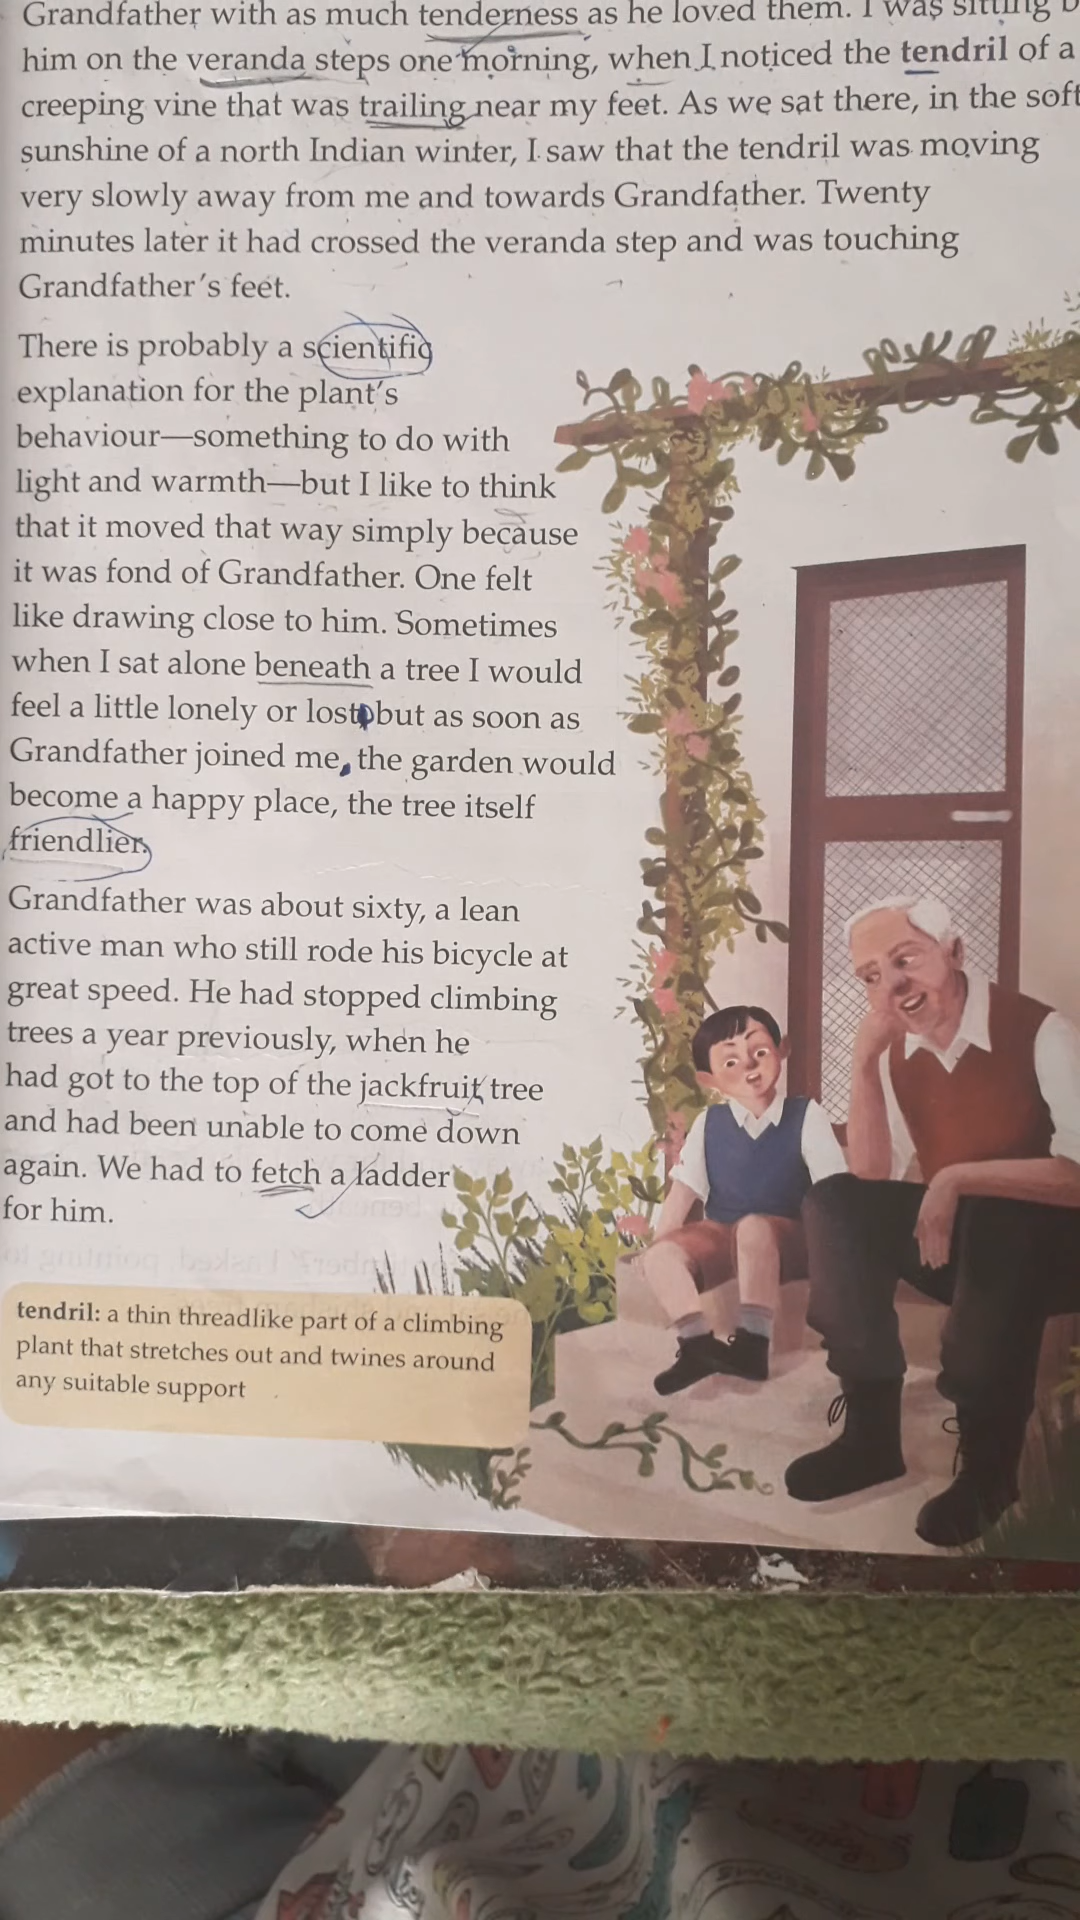 Grandfather with as much tenderness as he loved them. I was sitting
him on the veranda steps one morning, when I noticed the tendril of a
creeping vine that was trailing near my feet. As we sat there, in the soft
sunshine of a north Indian winter, I saw that the tendril was moving
very slowly away from me and towards Grandfather. Twenty
minutes later it had crossed the veranda step and was touching
Grandfather's feet.
There is probably a scientific
explanation for the plant's
behaviour—something to do with
light and warmth—but I like to think
that it moved that way simply because
it was fond of Grandfather. One felt
like drawing close to him. Sometimes
when I sat alone beneath a tree I would
feel a little lonely or lost, but as soon as
Grandfather joined me, the garden would
become a happy place, the tree itself
friendlier.
Grandfather was about sixty, a lean
active man who still rode his bicycle at
great speed. He had stopped climbing
trees a year previously, when he
had got to the top of the jackfruit tree
and had been unable to come down
again. We had to fetch a ladder
for him.
tendril: a thin threadlike part of a climbing
plant that stretches out and twines around
any suitable support